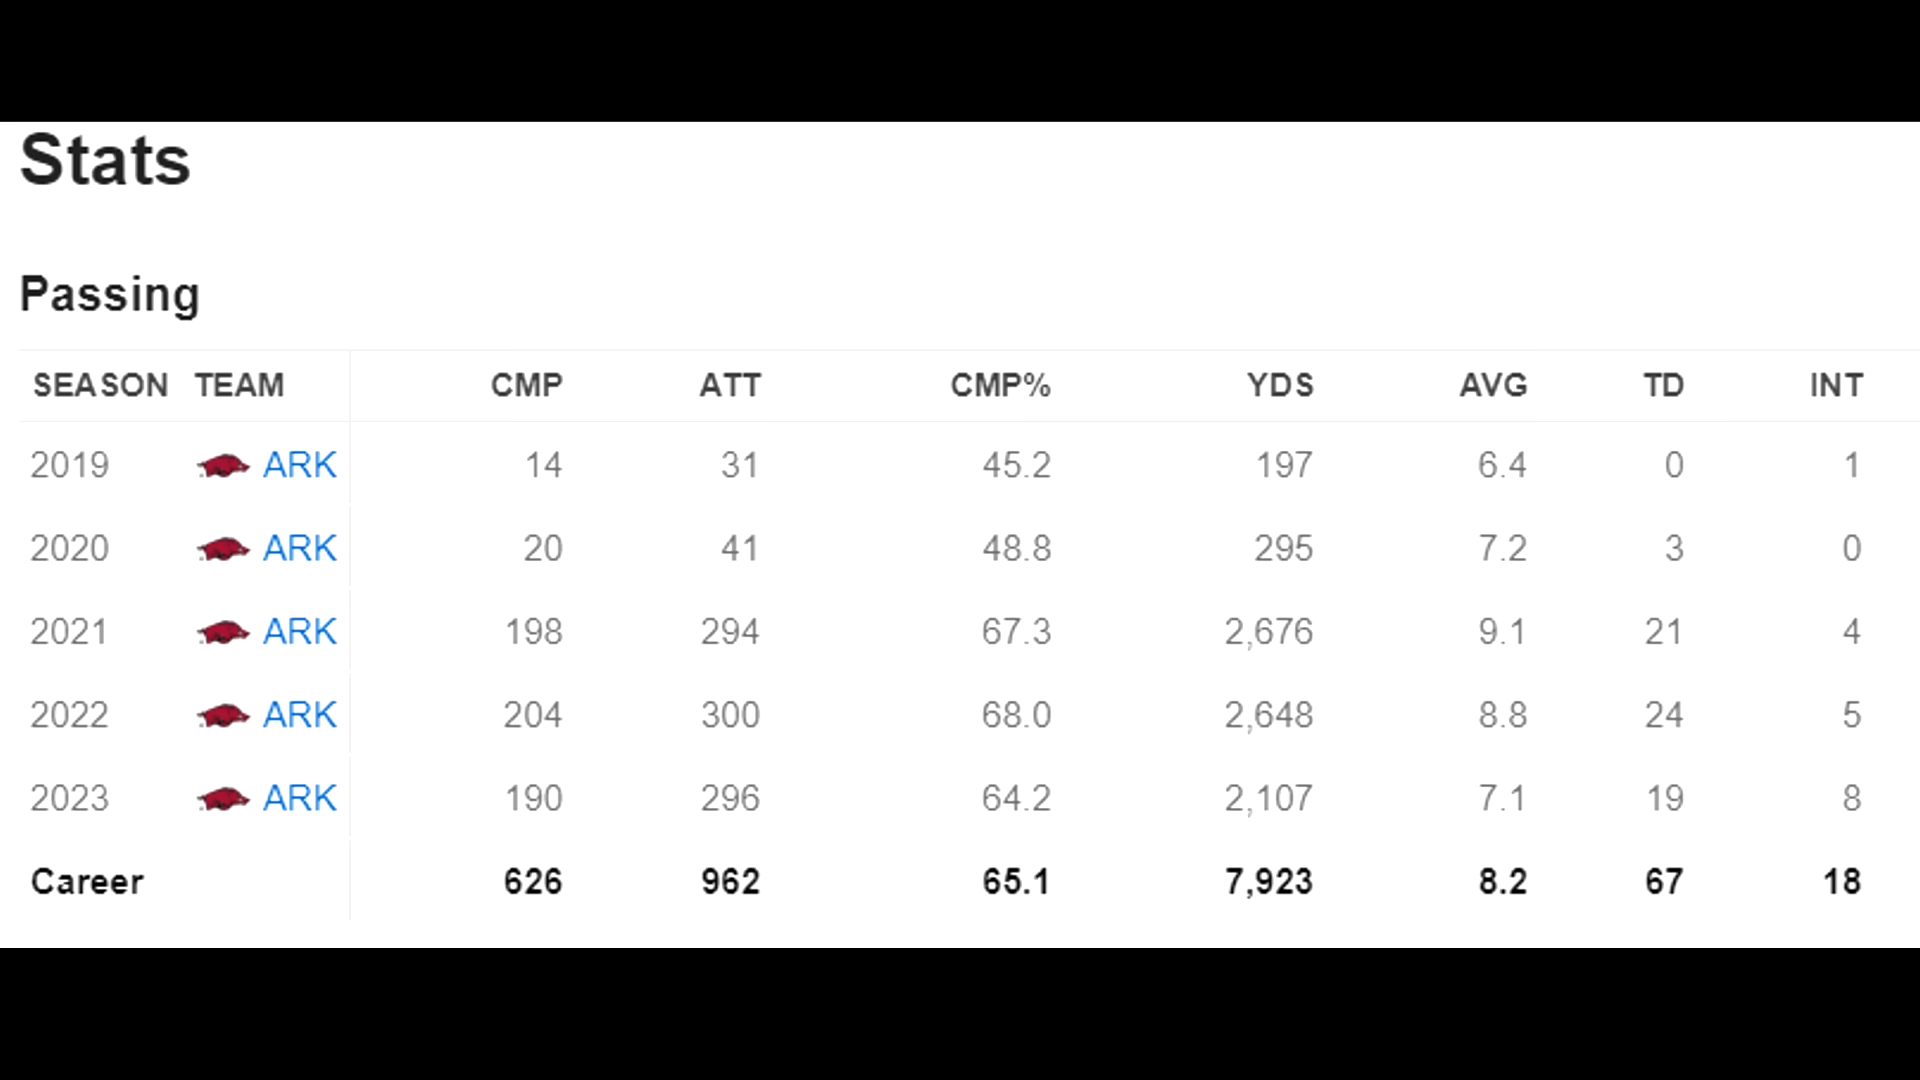 Stats
Passing
SEASON TEAM CMP ATT CMP% YDS AVG TD INT
2019 ARK 14 31 45.2 197 6.4 0 1
2020 ARK 20 41 48.8 295 7.2 3 0
2021 ARK 198 294 67.3 2,676 9.1 21 4
2022 ARK 204 300 68.0 2,648 8.8 24 5
2023 ARK 190 296 64.2 2,107 7.1 19 8
Career 626 962 65.1 7,923 8.2 67 18